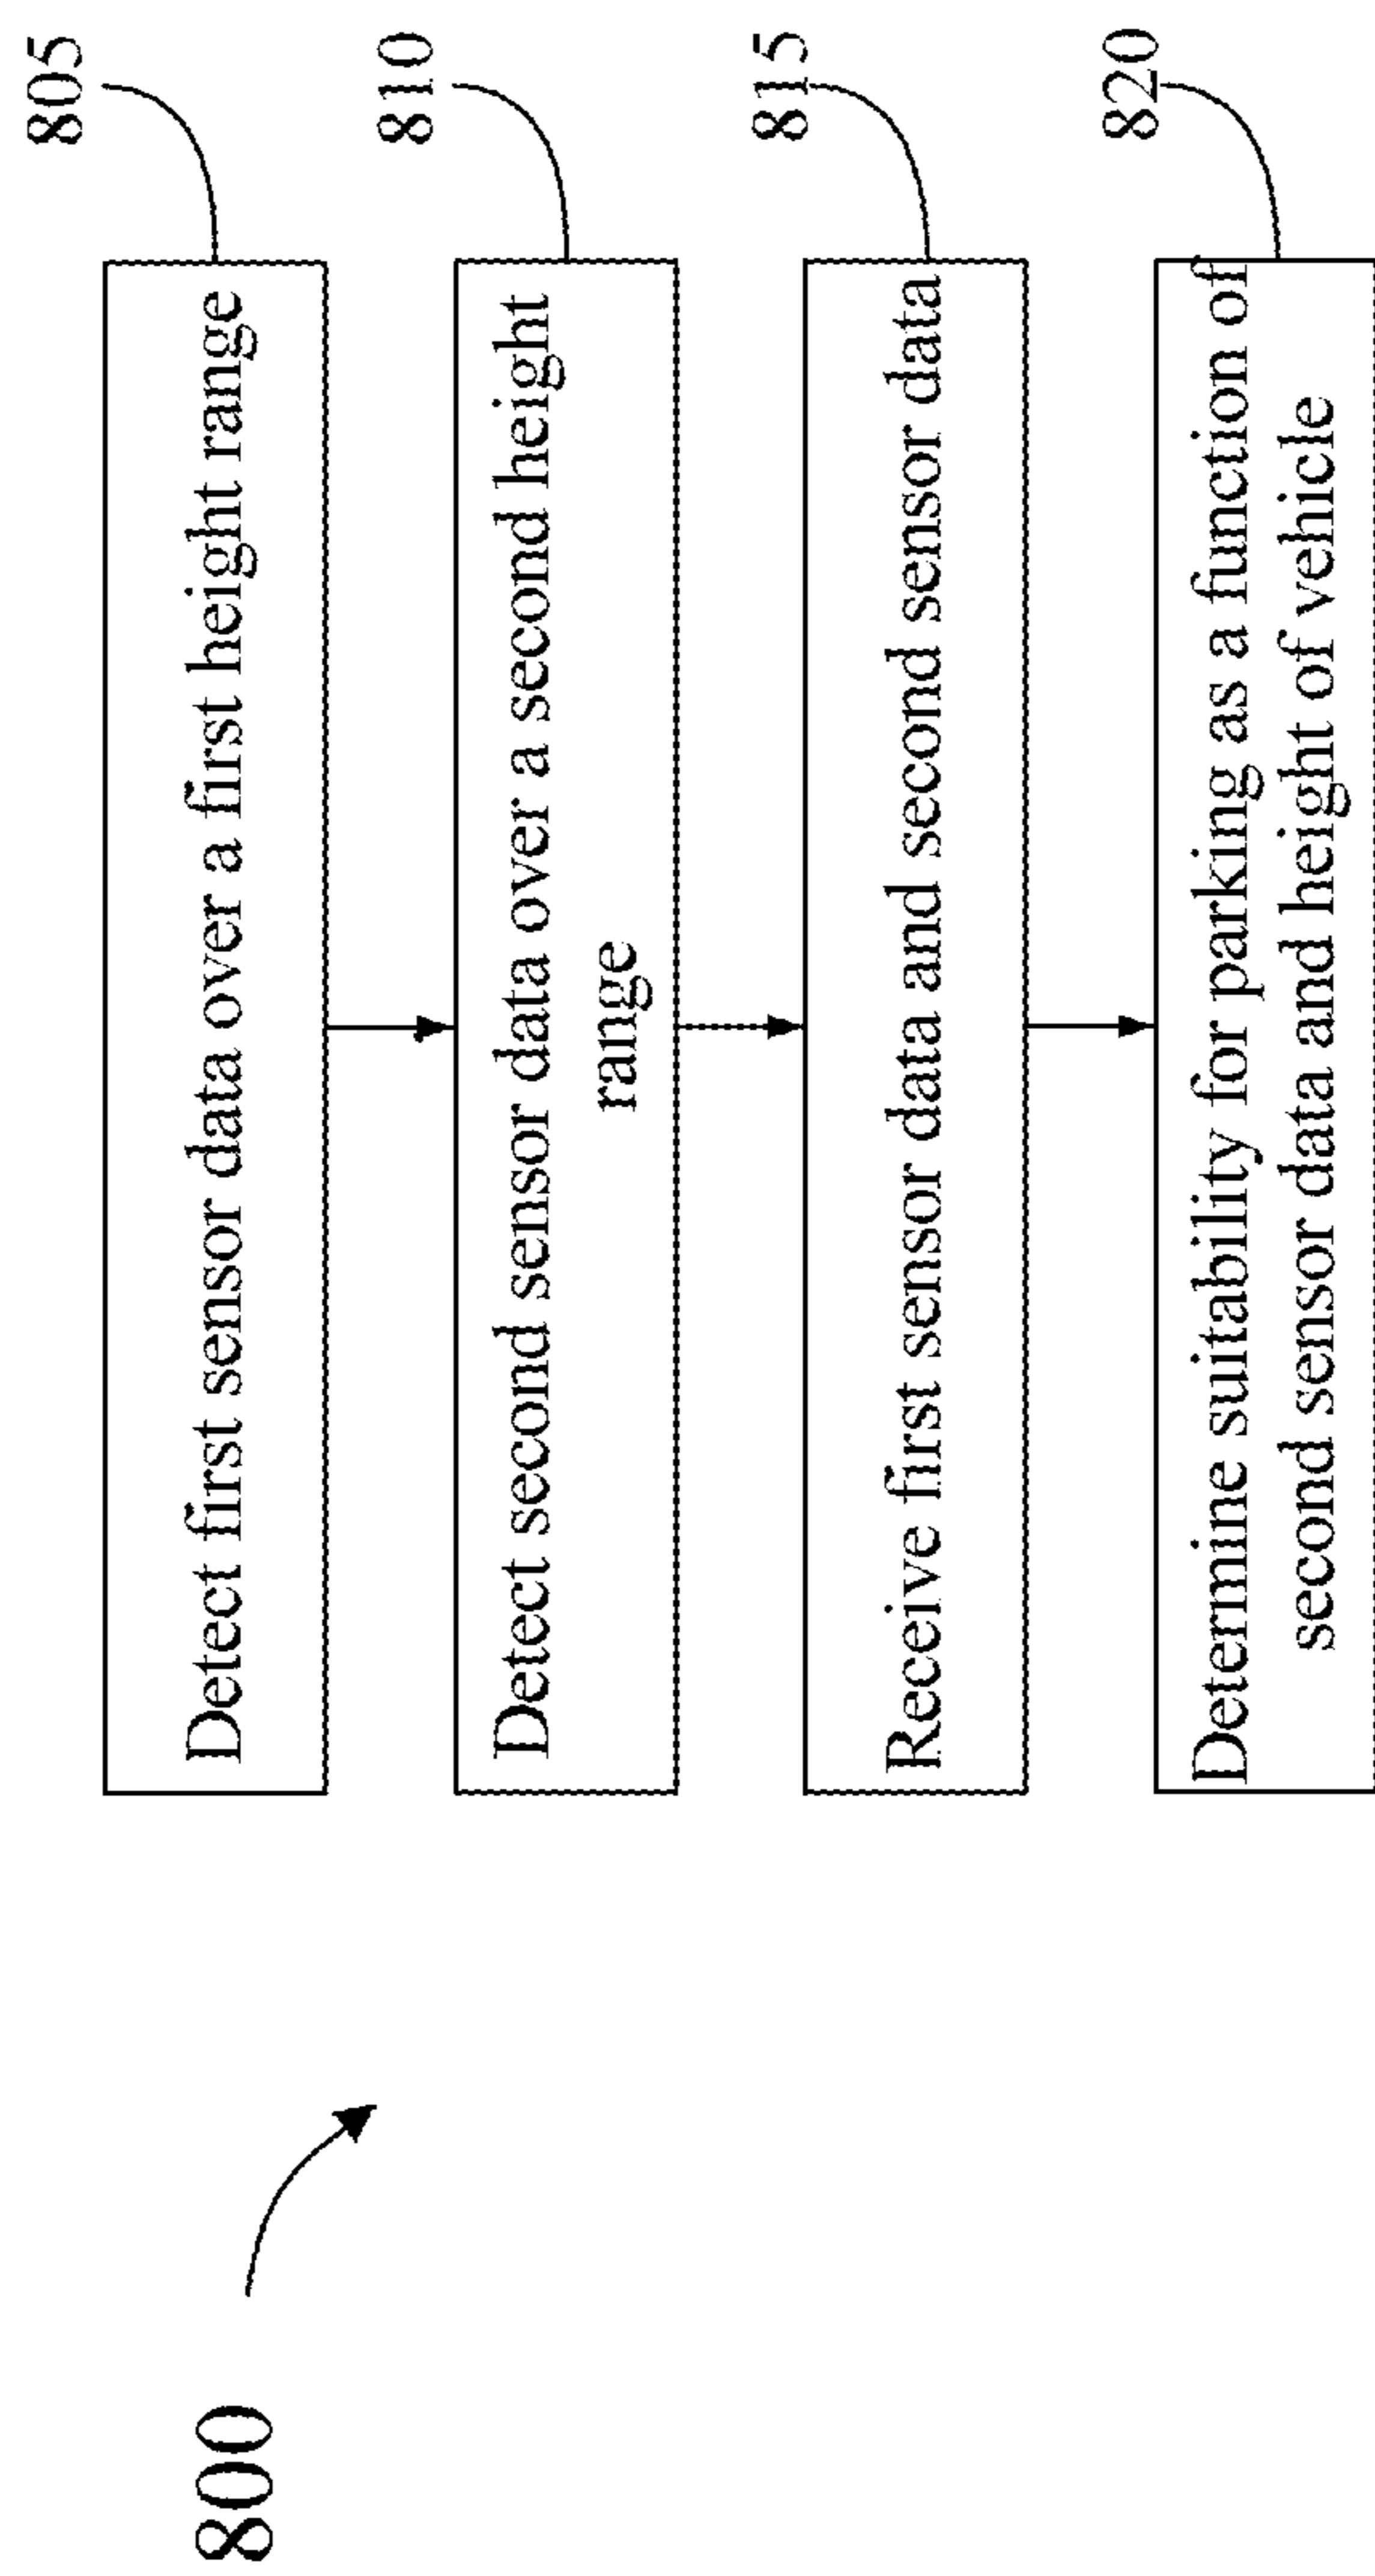 800
805
Detect first sensor data over a first height range
810
Detect second sensor data over a second height
range
815
Receive first sensor data and second sensor data
820
Determine suitability for parking as a function of
second sensor data and height of vehicle